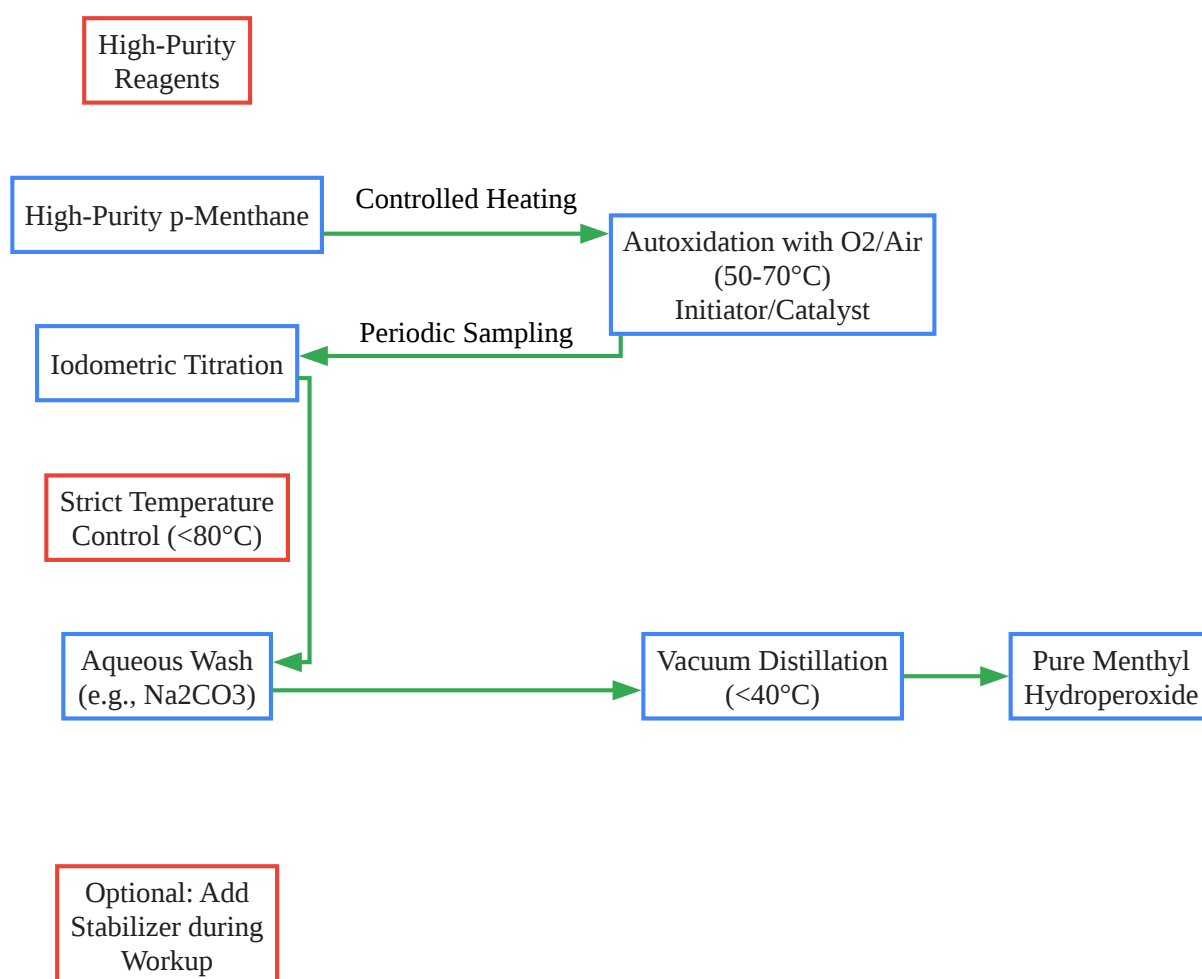 High-Purity
Reagents
High-Purity p-Menthane
Controlled Heating
Autoxidation with O2/Air
(50-70°C)
Initiator/Catalyst
Periodic Sampling
Iodometric Titration
Strict Temperature
Control (<80°C)
Aqueous Wash
(e.g., Na2CO3)
Vacuum Distillation
(<40°C)
Pure Menthyl
Hydroperoxide
Optional: Add
Stabilizer during
Workup